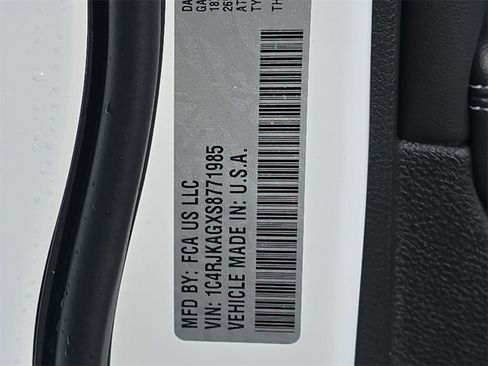 MFD BY: FCA US LLC
VIN: 1C4RJKAGXS8771985
VEHICLE MADE IN: U.S.A.